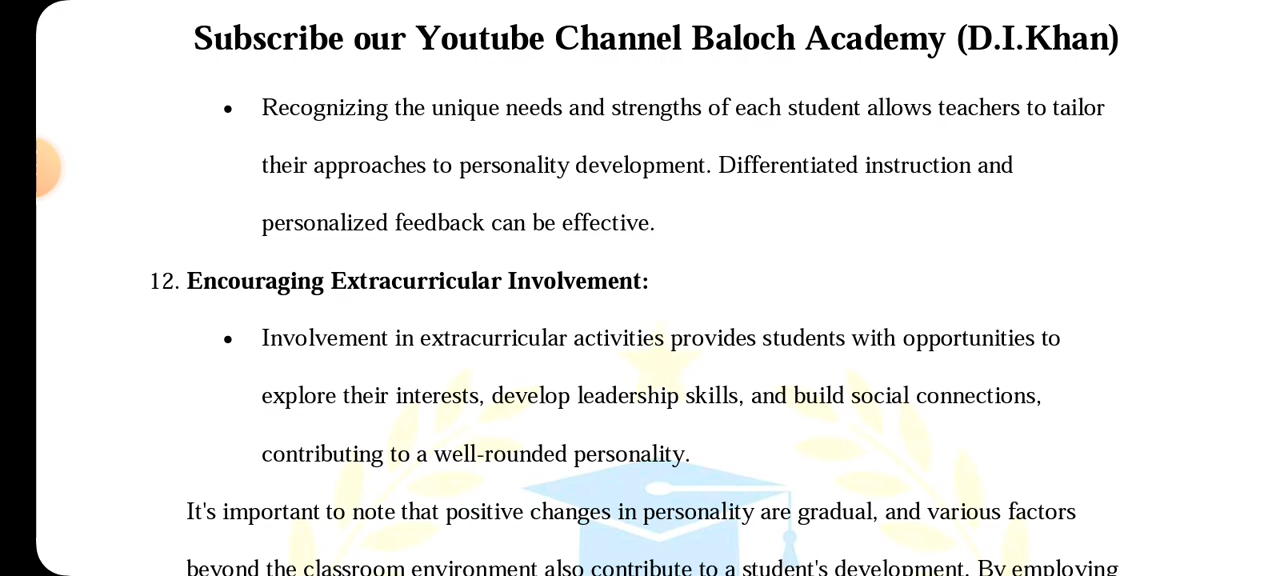 Subscribe our Youtube Channel Baloch Academy (D.I.Khan)
• Recognizing the unique needs and strengths of each student allows teachers to tailor
their approaches to personality development. Differentiated instruction and
personalized feedback can be effective.
12. Encouraging Extracurricular Involvement:
• Involvement in extracurricular activities provides students with opportunities to
explore their interests, develop leadership skills, and build social connections,
contributing to a well-rounded personality.
It's important to note that positive changes in personality are gradual, and various factors
beyond the classroom environment also contribute to a student's development. By employing